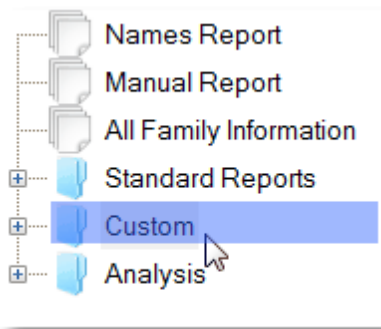 Names Report
Manual Report
All Family Information
Standard Reports
Custom
Analysis